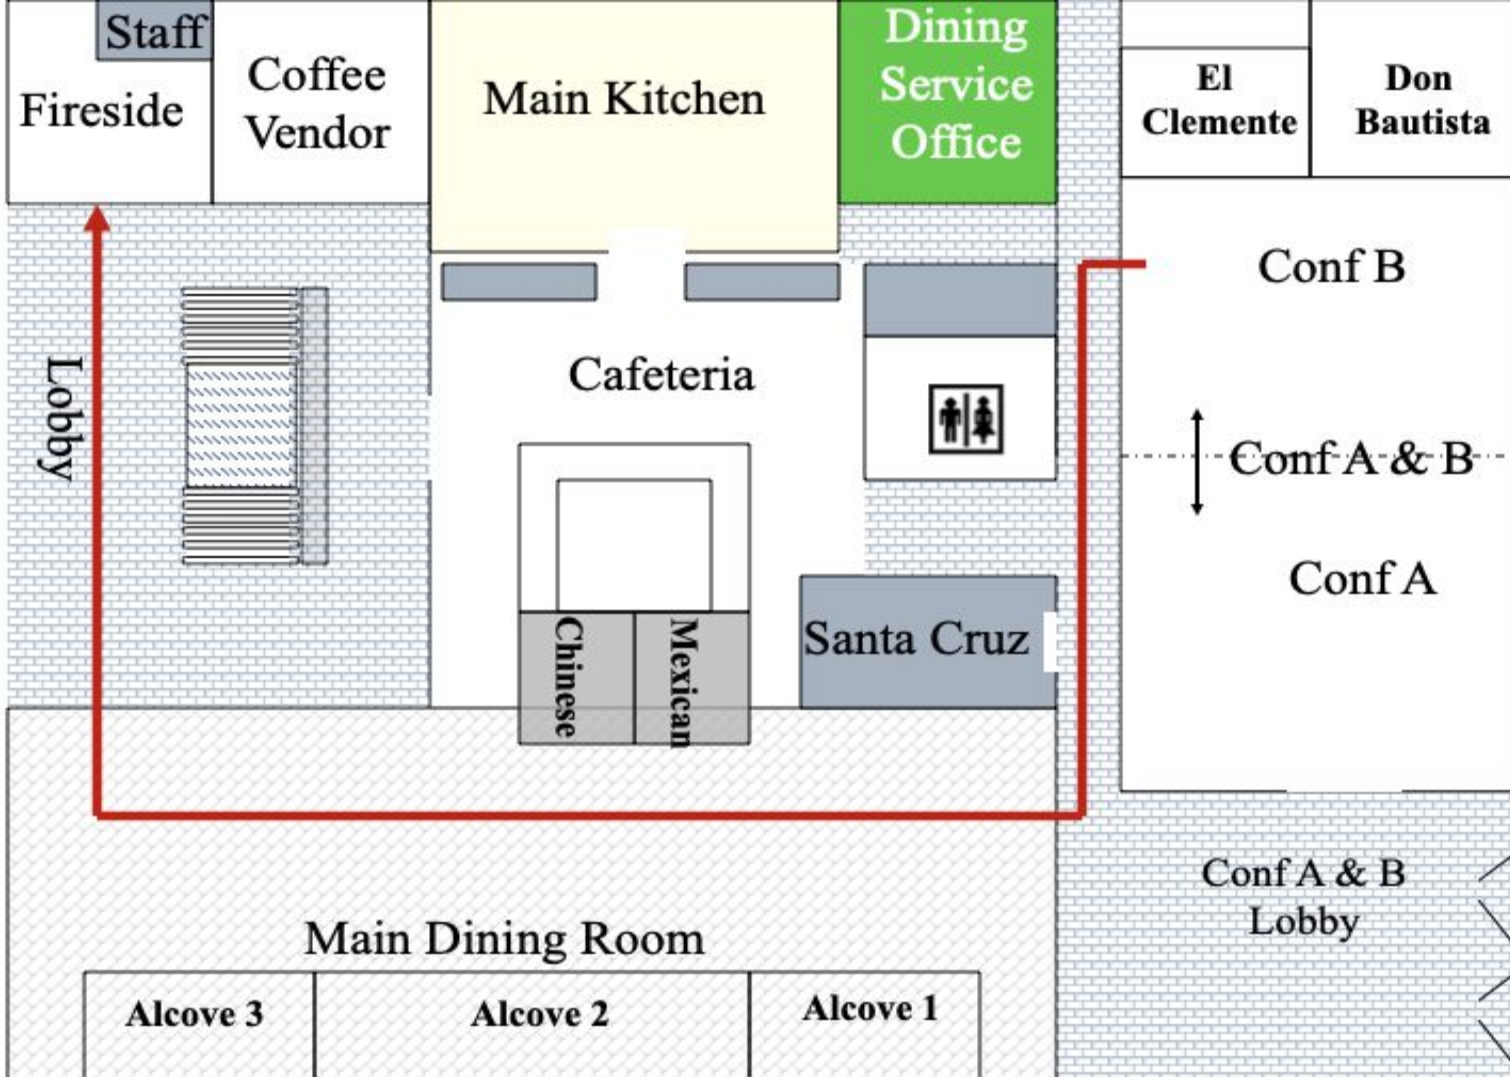 Staff
Fireside
Coffee
Vendor
Main Kitchen
Dining
Service
Office
El
Clemente
Don
Bautista
Conf B
Lobby
Cafeteria
Conf A & B
Conf A
Chinese
Mexican
Santa Cruz
Conf A & B
Lobby
Main Dining Room
Alcove 3
Alcove 2
Alcove 1